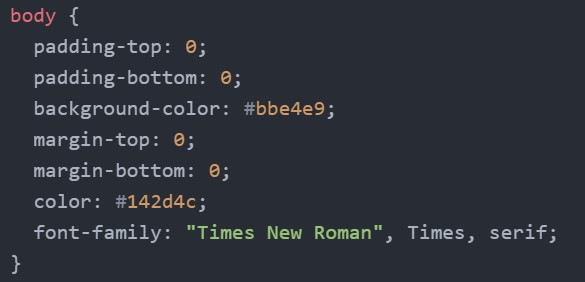 body {
  padding-top: 0;
  padding-bottom: 0;
  background-color: #bbe4e9;
  margin-top: 0;
  margin-bottom: 0;
  color: #142d4c;
  font-family: "Times New Roman", Times, serif;
}